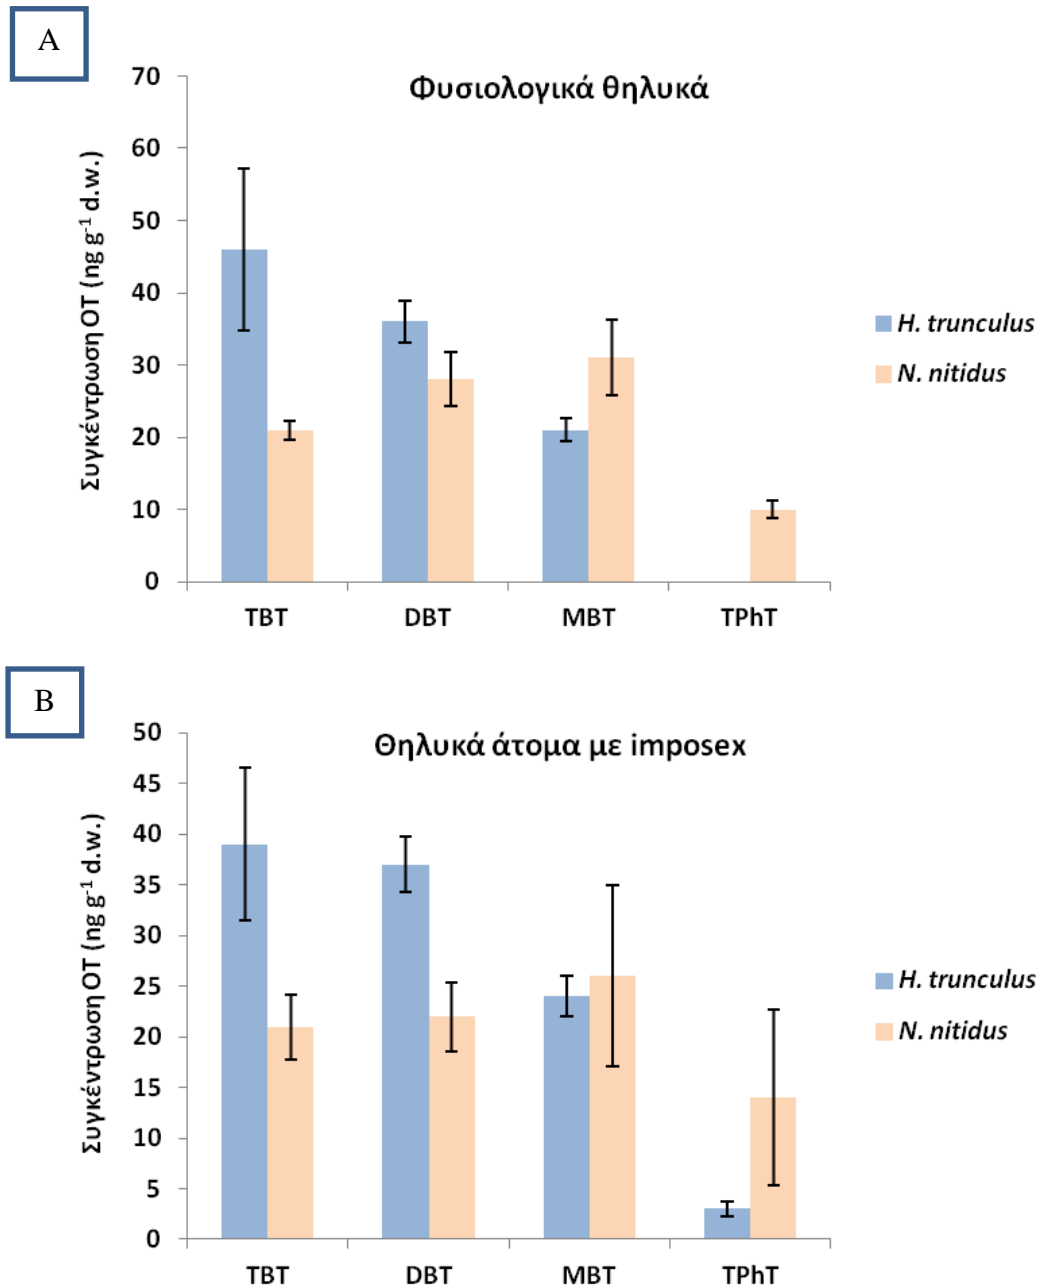 A
Φυσιολογικά θηλυκά
Συγκέντρωση ΟΤ (ng g⁻¹ d.w.)
70
60
50
40
30
20
10
0
TBT DBT MBT TPhT
H. trunculus
N. nitidus
B
Θηλυκά άτομα με imposex
Συγκέντρωση ΟΤ (ng g⁻¹ d.w.)
50
45
40
35
30
25
20
15
10
5
0
TBT DBT MBT TPhT
H. trunculus
N. nitidus